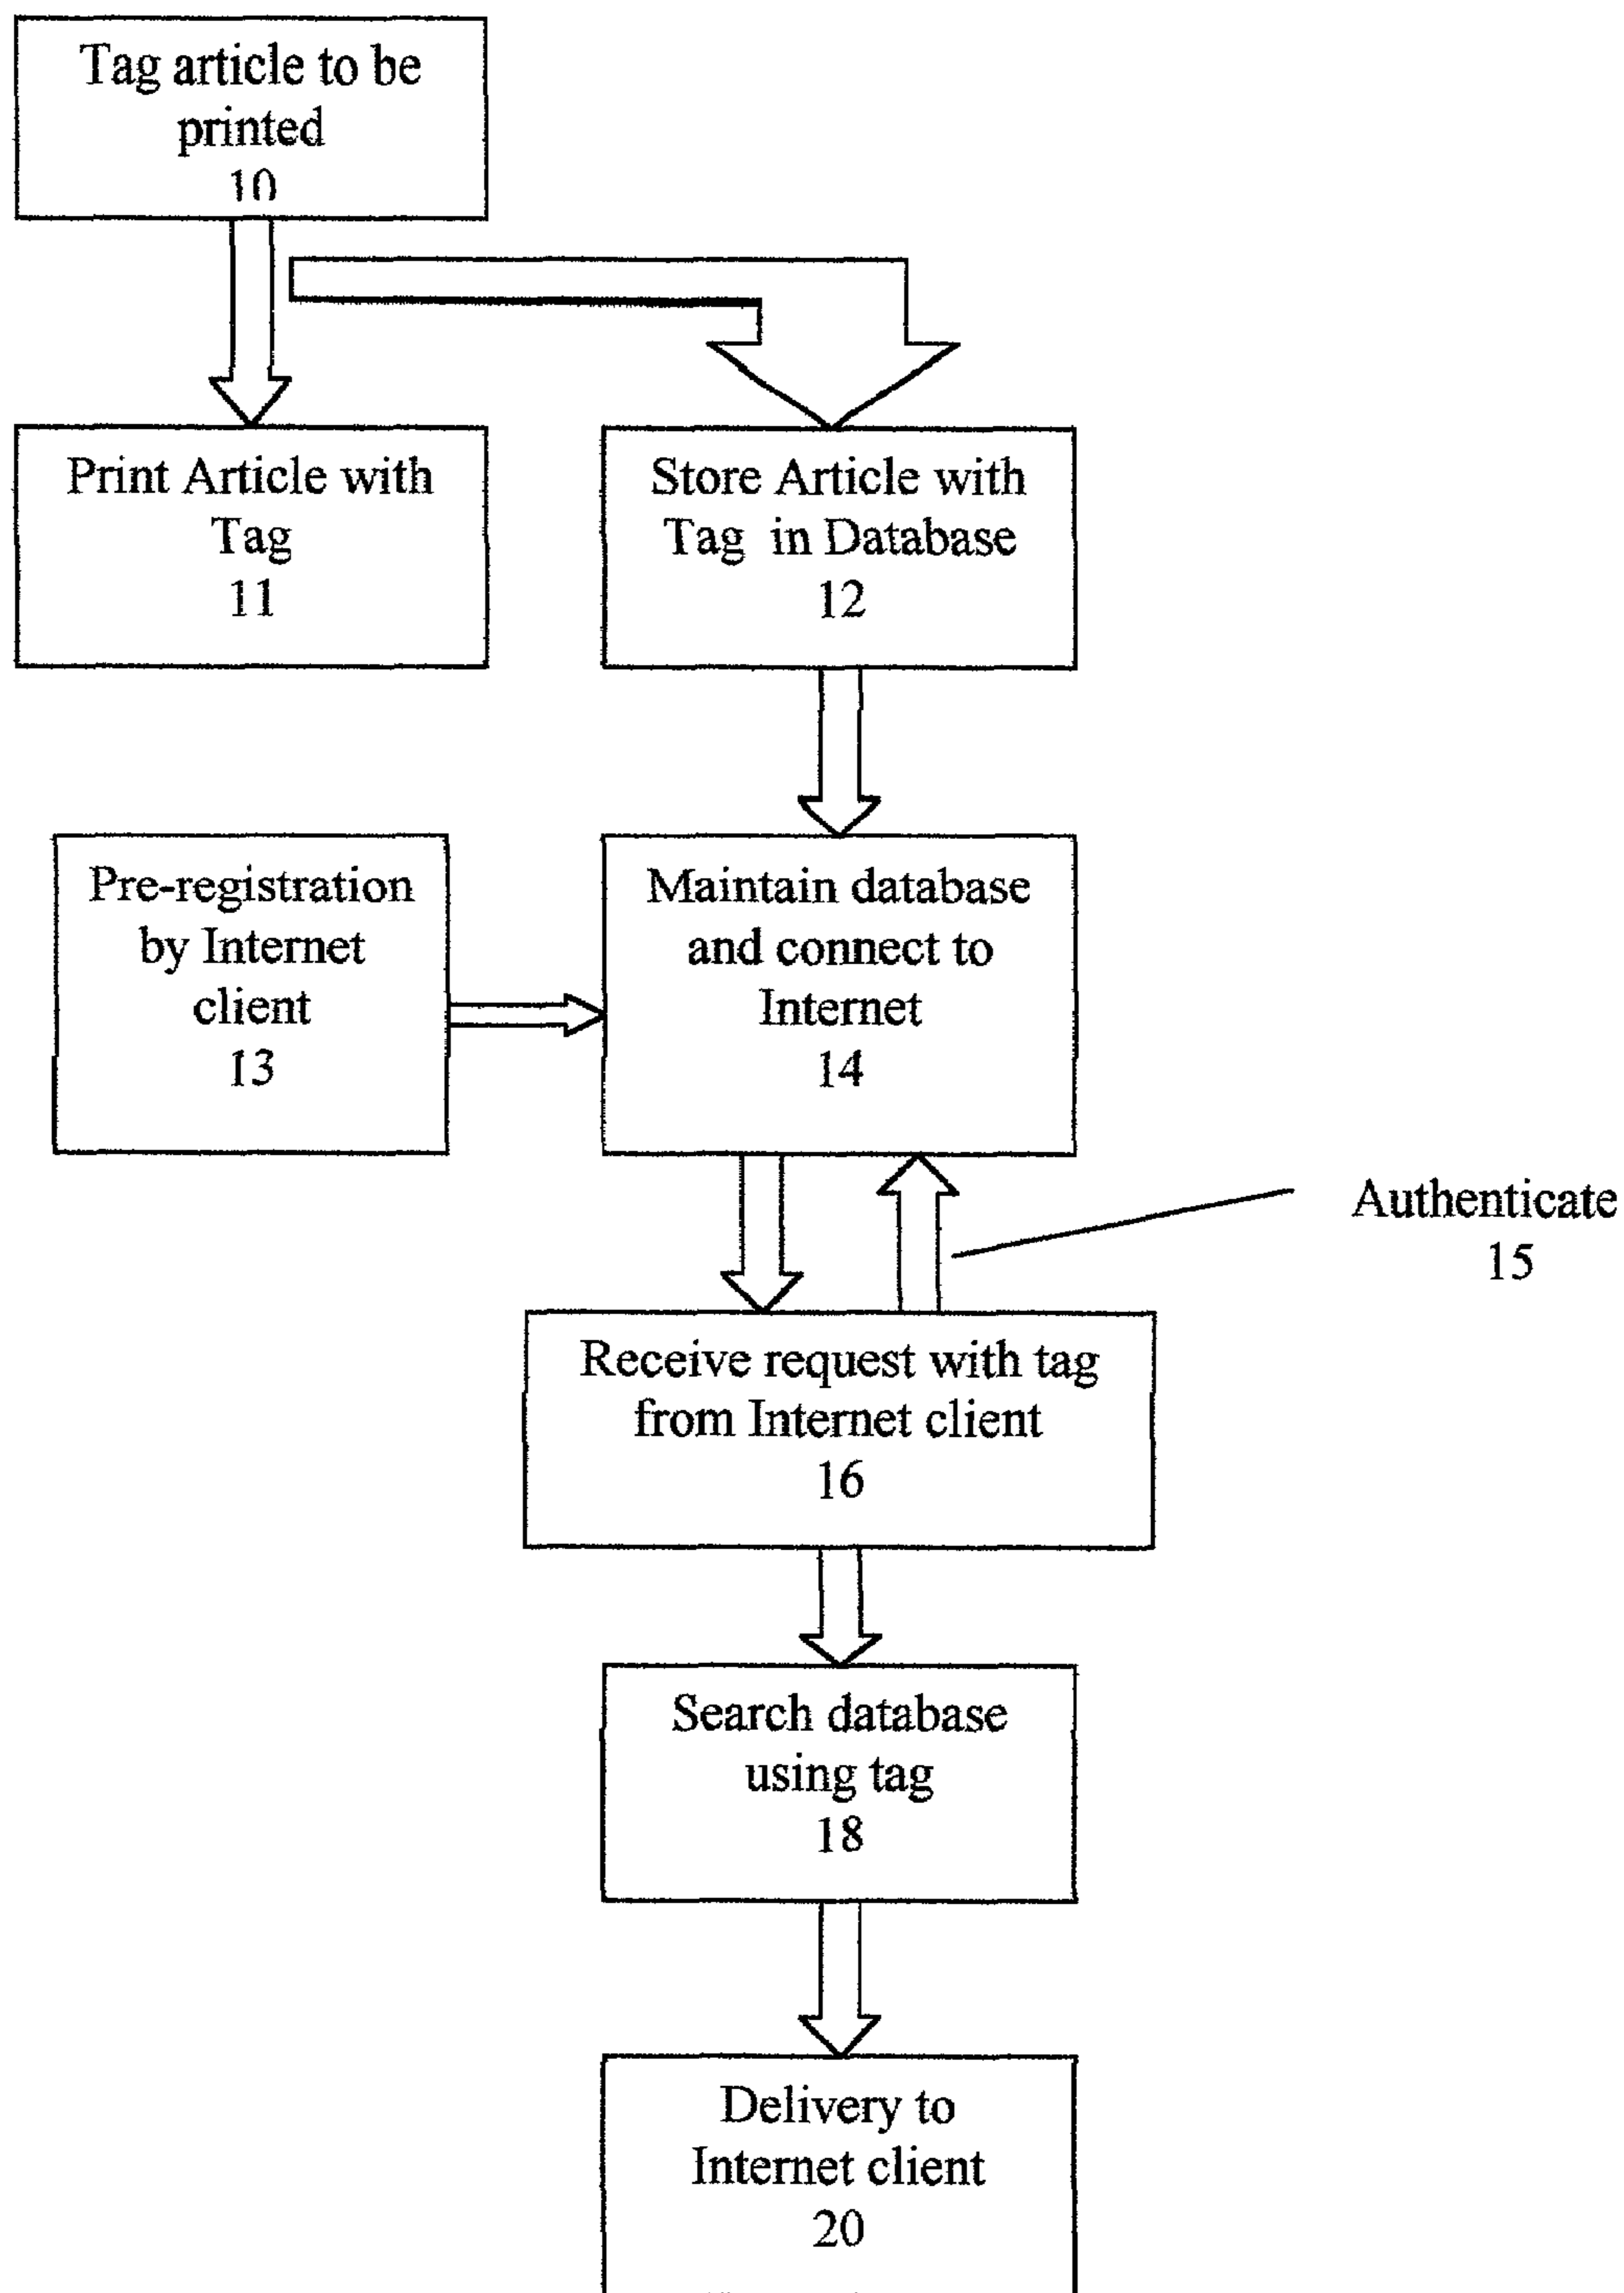 Tag article to be
printed
10
Print Article with
Tag
11
Store Article with
Tag in Database
12
Pre-registration
by Internet
client
13
Maintain database
and connect to
Internet
14
Authenticate
15
Receive request with tag
from Internet client
16
Search database
using tag
18
Delivery to
Internet client
20